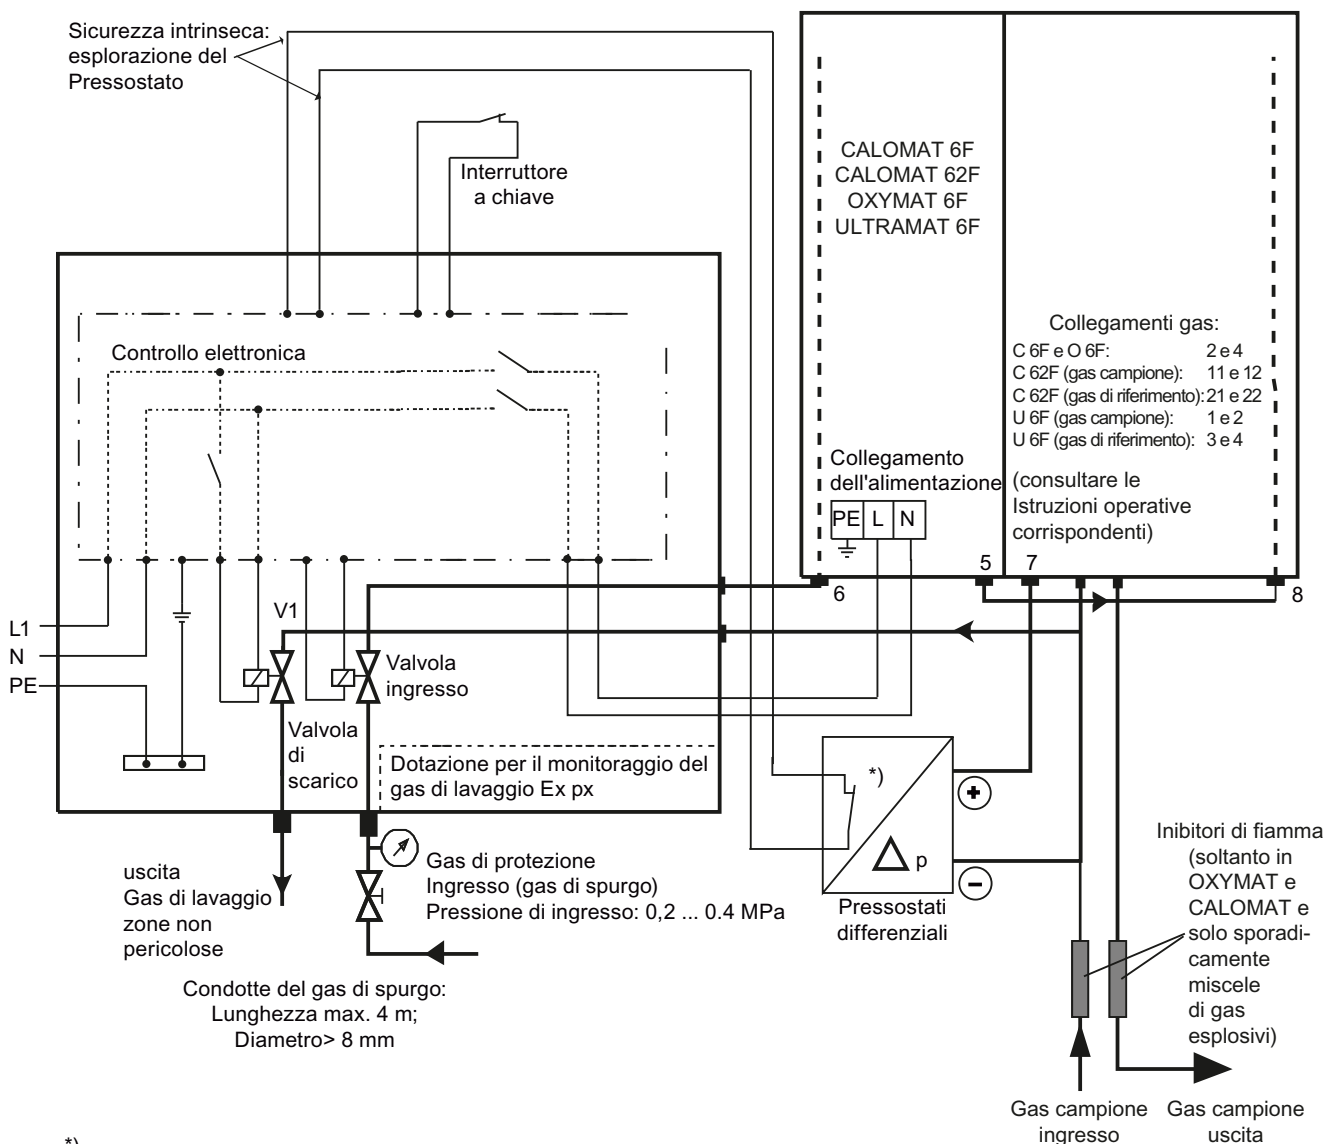 Sicurezza intrinseca:
esplorazione del
Pressostato
Interruttore
a chiave
CALOMAT 6F
CALOMAT 62F
OXYMAT 6F
ULTRAMAT 6F
Collegamenti gas:
C 6F e O 6F: 2 e 4
C 62F (gas campione): 11 e 12
C 62F (gas di riferimento): 21 e 22
U 6F (gas campione): 1 e 2
U 6F (gas di riferimento): 3 e 4
(consultare le
Istruzioni operative
corrispondenti)
Collegamento
dell'alimentazione
PE L N
5 7
6
8
Controllo elettronica
L1
N
PE
V1
Valvola
ingresso
Valvola
di
scarico
Dotazione per il monitoraggio del
gas di lavaggio Ex px
*)
+
Δ p
−
Pressostati
differenziali
uscita
Gas di lavaggio
zone non
pericolose
Gas di protezione
Ingresso (gas di spurgo)
Pressione di ingresso: 0,2 ... 0.4 MPa
Condotte del gas di spurgo:
Lunghezza max. 4 m;
Diametro> 8 mm
Inibitori di fiamma
(soltanto in
OXYMAT e
CALOMAT e
solo sporadi-
camente
miscele
di gas
esplosivi)
Gas campione
ingresso
Gas campione
uscita
*)